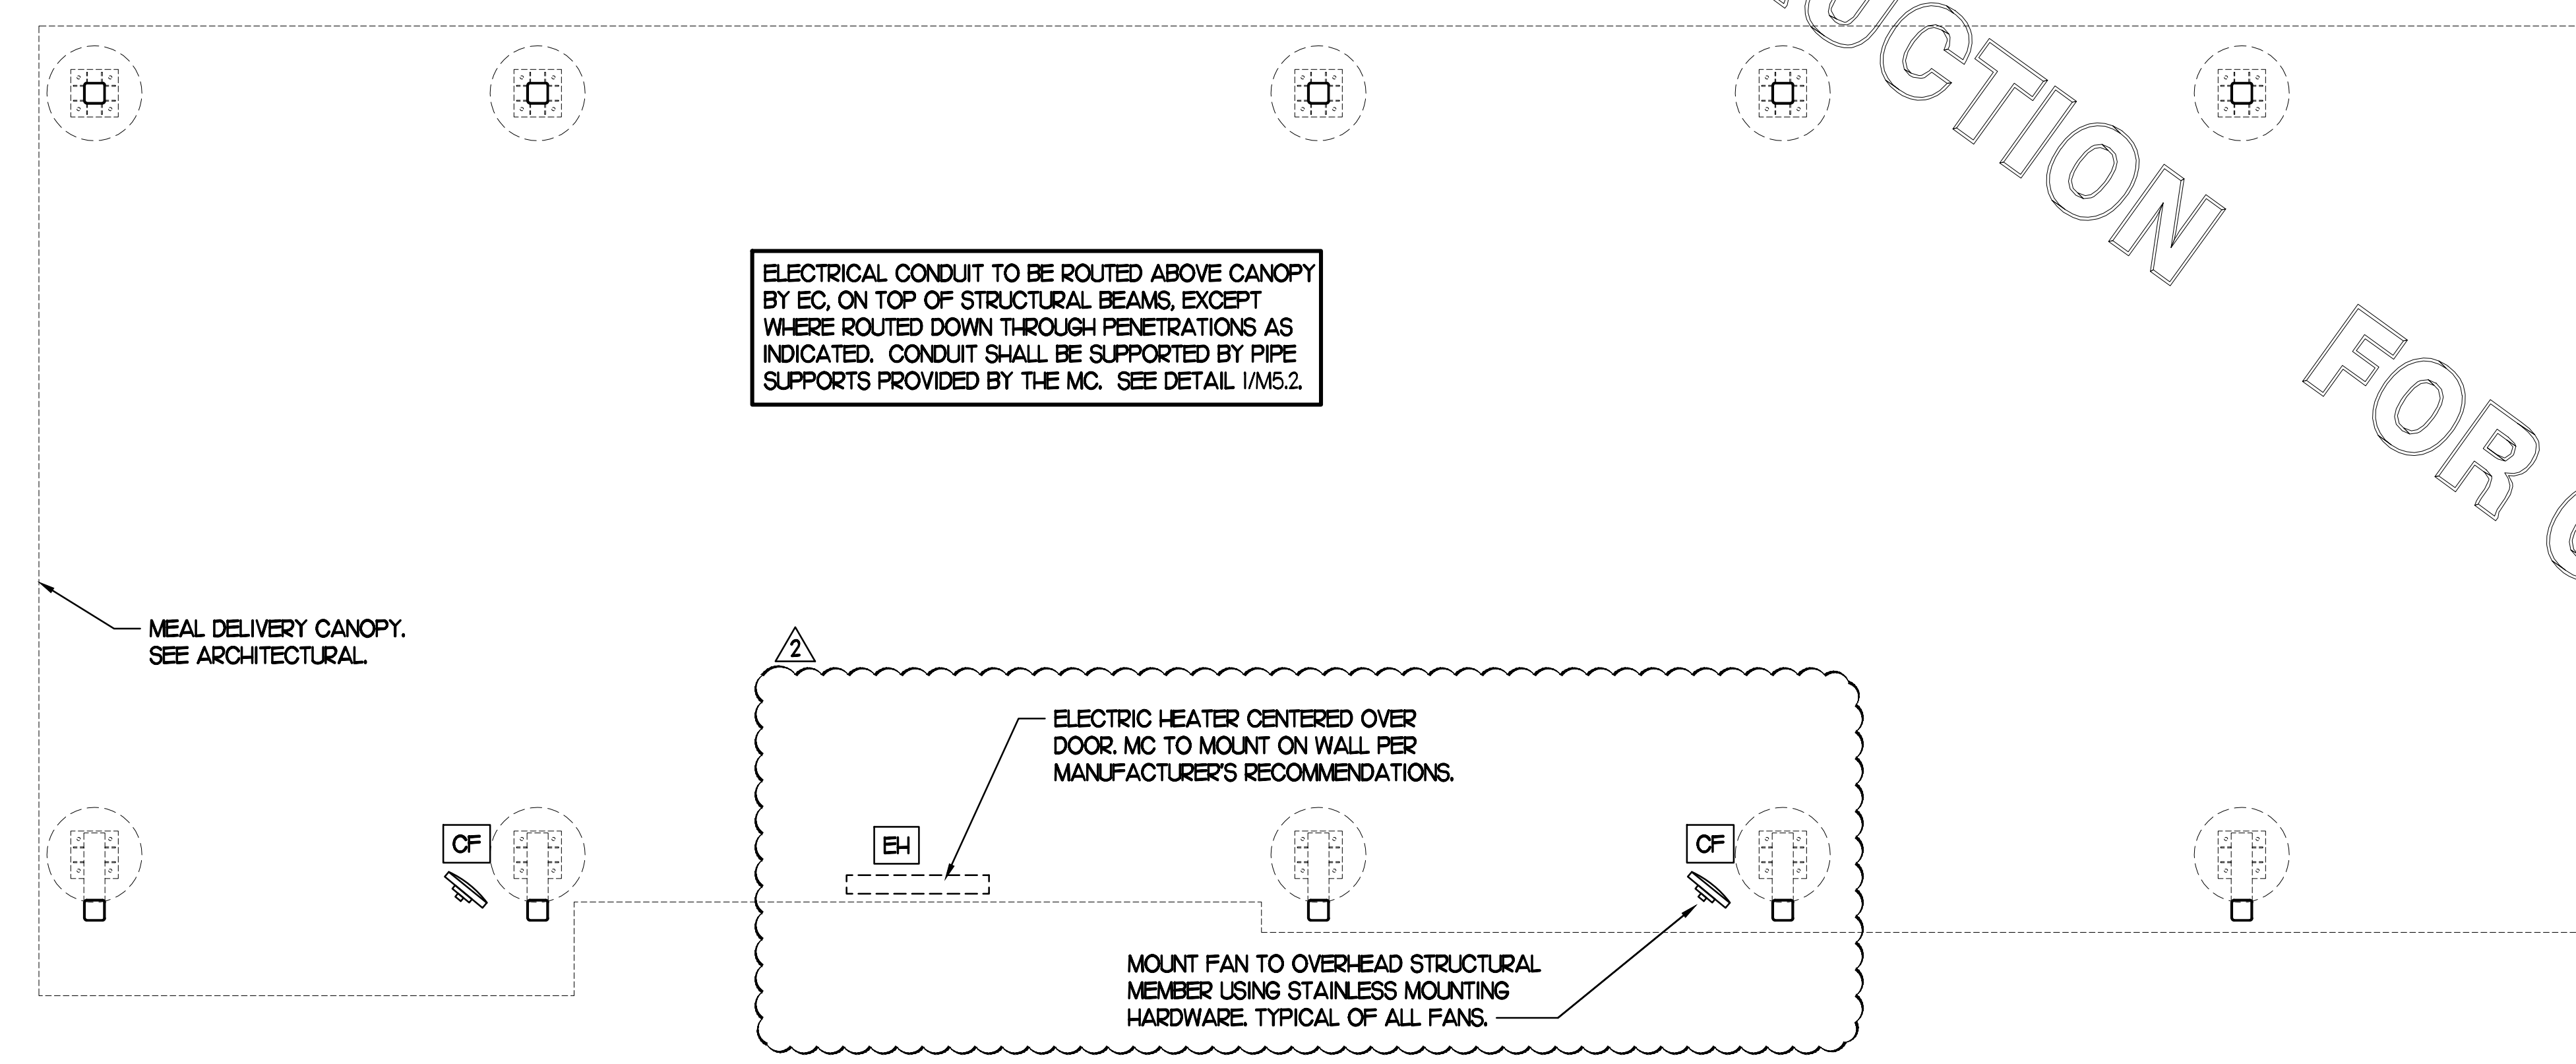 UCTION
FOR
ELECTRICAL CONDUIT TO BE ROUTED ABOVE CANOPY
BY EC, ON TOP OF STRUCTURAL BEAMS, EXCEPT
WHERE ROUTED DOWN THROUGH PENETRATIONS AS
INDICATED. CONDUIT SHALL BE SUPPORTED BY PIPE
SUPPORTS PROVIDED BY THE MC. SEE DETAIL 1/M5.2.
MEAL DELIVERY CANOPY.
SEE ARCHITECTURAL.
2
ELECTRIC HEATER CENTERED OVER
DOOR. MC TO MOUNT ON WALL PER
MANUFACTURER'S RECOMMENDATIONS.
CF
EH
CF
MOUNT FAN TO OVERHEAD STRUCTURAL
MEMBER USING STAINLESS MOUNTING
HARDWARE. TYPICAL OF ALL FANS.